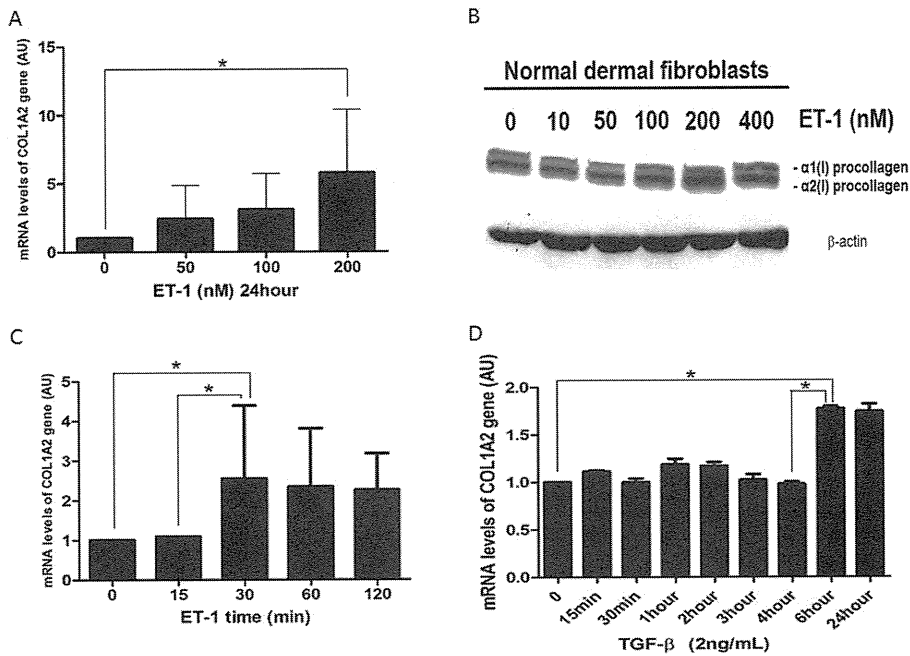 A
mRNA levels of COL1A2 gene (AU)
15
10
5
0
*
0 50 100 200
ET-1 (nM) 24hour
B
Normal dermal fibroblasts
0 10 50 100 200 400 ET-1 (nM)
- α1(I) procollagen
- α2(I) procollagen
β-actin
C
mRNA levels of COL1A2 gene (AU)
5
4
3
2
1
0
*
*
0 15 30 60 120
ET-1 time (min)
D
mRNA levels of COL1A2 gene (AU)
2.0
1.5
1.0
0.5
0.0
*
*
0 15min 30min 1hour 2hour 3hour 4hour 6hour 24hour
TGF-β (2ng/mL)